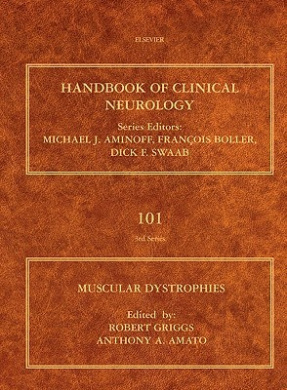 ELSEVIER
HANDBOOK OF CLINICAL
NEUROLOGY
Series Editors:
MICHAEL J. AMINOFF, FRANÇOIS BOLLER,
DICK F. SWAAB
101
3rd Series
MUSCULAR DYSTROPHIES
Edited by:
ROBERT GRIGGS
ANTHONY A. AMATO